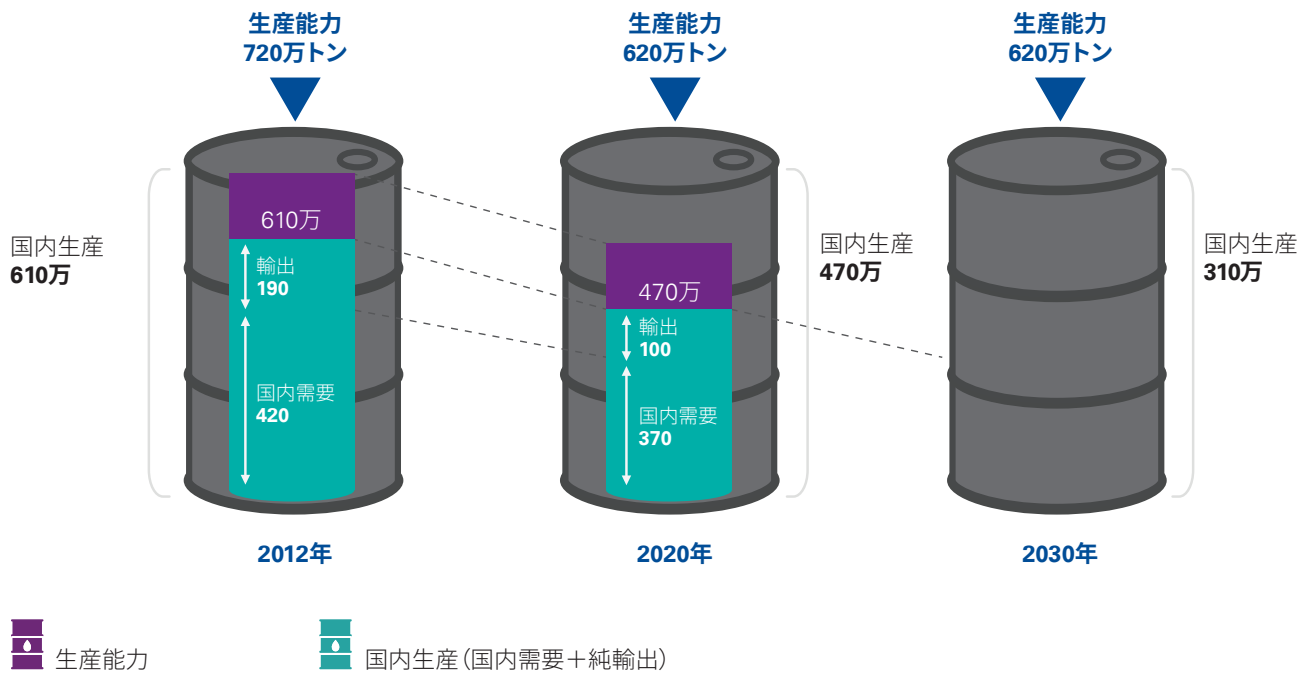 生産能力
720万トン
生産能力
620万トン
生産能力
620万トン
国内生産
610万
610万
輸出
190
国内需要
420
2012年
470万
輸出
100
国内需要
370
国内生産
470万
2020年
国内生産
310万
2030年
生産能力
国内生産（国内需要＋純輸出）